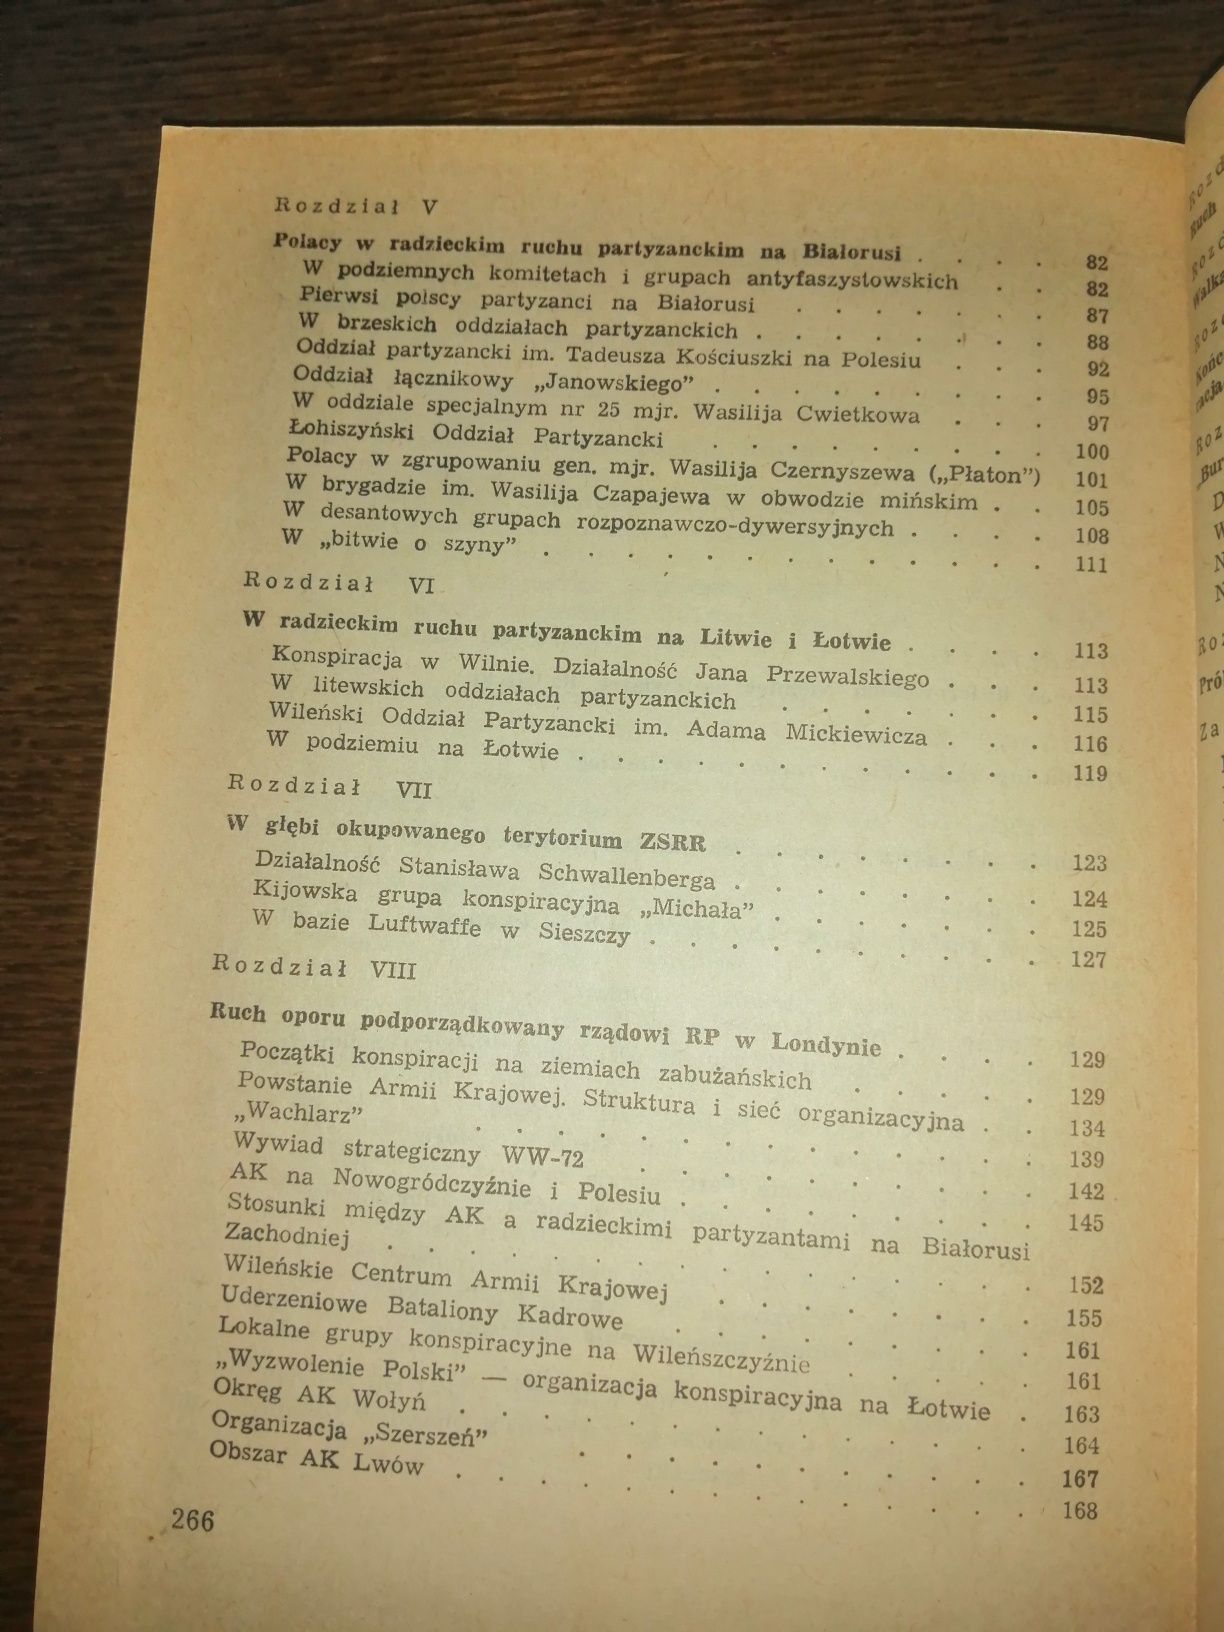 Rozdział V
Polacy w radzieckim ruchu partyzanckim na Białorusi . . . . 82
W podziemnych komitetach i grupach antyfaszystowskich . . 82
Pierwsi polscy partyzanci na Białorusi . . . . . . . 87
W brzeskich oddziałach partyzanckich . . . . . . . . 88
Oddział partyzancki im. Tadeusza Kościuszki na Polesiu . . . 92
Oddział łącznikowy „Janowskiego” . . . . . . . . . 95
W oddziale specjalnym nr 25 mjr. Wasilija Cwietkowa . . . 97
Łohiszyński Oddział Partyzancki . . . . . . . . . 100
Polacy w zgrupowaniu gen. mjr. Wasilija Czernyszewa („Płaton”) 101
W brygadzie im. Wasilija Czapajewa w obwodzie mińskim . . 105
W desantowych grupach rozpoznawczo-dywersyjnych . . . . 108
W „bitwie o szyny” . . . . . . . . . . . . . 111
Rozdział VI
W radzieckim ruchu partyzanckim na Litwie i Łotwie . . . . 113
Konspiracja w Wilnie. Działalność Jana Przewalskiego . . . 113
W litewskich oddziałach partyzanckich . . . . . . . 115
Wileński Oddział Partyzancki im. Adama Mickiewicza . . . 116
W podziemiu na Łotwie . . . . . . . . . . . . 119
Rozdział VII
W głębi okupowanego terytorium ZSRR . . . . . . . . 123
Działalność Stanisława Schwallenberga . . . . . . . . 124
Kijowska grupa konspiracyjna „Michała” . . . . . . . 125
W bazie Luftwaffe w Sieszczy . . . . . . . . . . 127
Rozdział VIII
Ruch oporu podporządkowany rządowi RP w Londynie . . . . 129
Początki konspiracji na ziemiach zabużańskich . . . . . 129
Powstanie Armii Krajowej. Struktura i sieć organizacyjna . . 134
„Wachlarz” . . . . . . . . . . . . . . 139
Wywiad strategiczny WW-72 . . . . . . . . . . 142
AK na Nowogródczyźnie i Polesiu . . . . . . . . . 145
Stosunki między AK a radzieckimi partyzantami na Białorusi
Zachodniej . . . . . . . . . . . . . . . . 152
Wileńskie Centrum Armii Krajowej . . . . . . . . 155
Uderzeniowe Bataliony Kadrowe . . . . . . . . . 161
Lokalne grupy konspiracyjne na Wileńszczyźnie . . . . . 161
„Wyzwolenie Polski” — organizacja konspiracyjna na Łotwie . 163
Okręg AK Wołyń . . . . . . . . . . . . . . 164
Organizacja „Szerszeń” . . . . . . . . . . . 167
Obszar AK Lwów . . . . . . . . . . . . . . 168
266